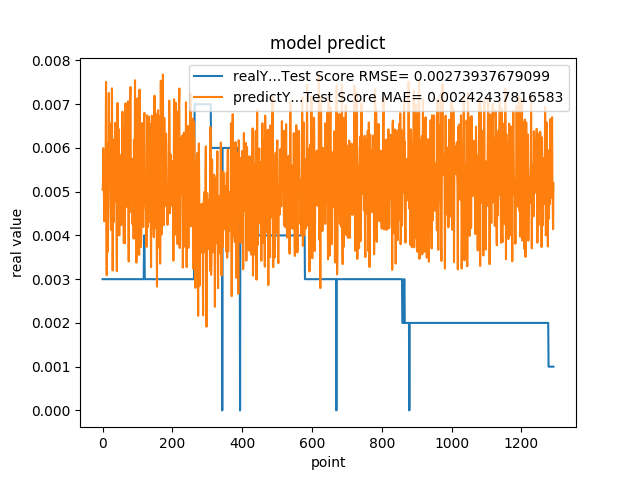 model predict
realY...Test Score RMSE= 0.00273937679099
predictY...Test Score MAE= 0.00242437816583
real value
0.008
0.007
0.006
0.005
0.004
0.003
0.002
0.001
0.000
0 200 400 600 800 1000 1200
point